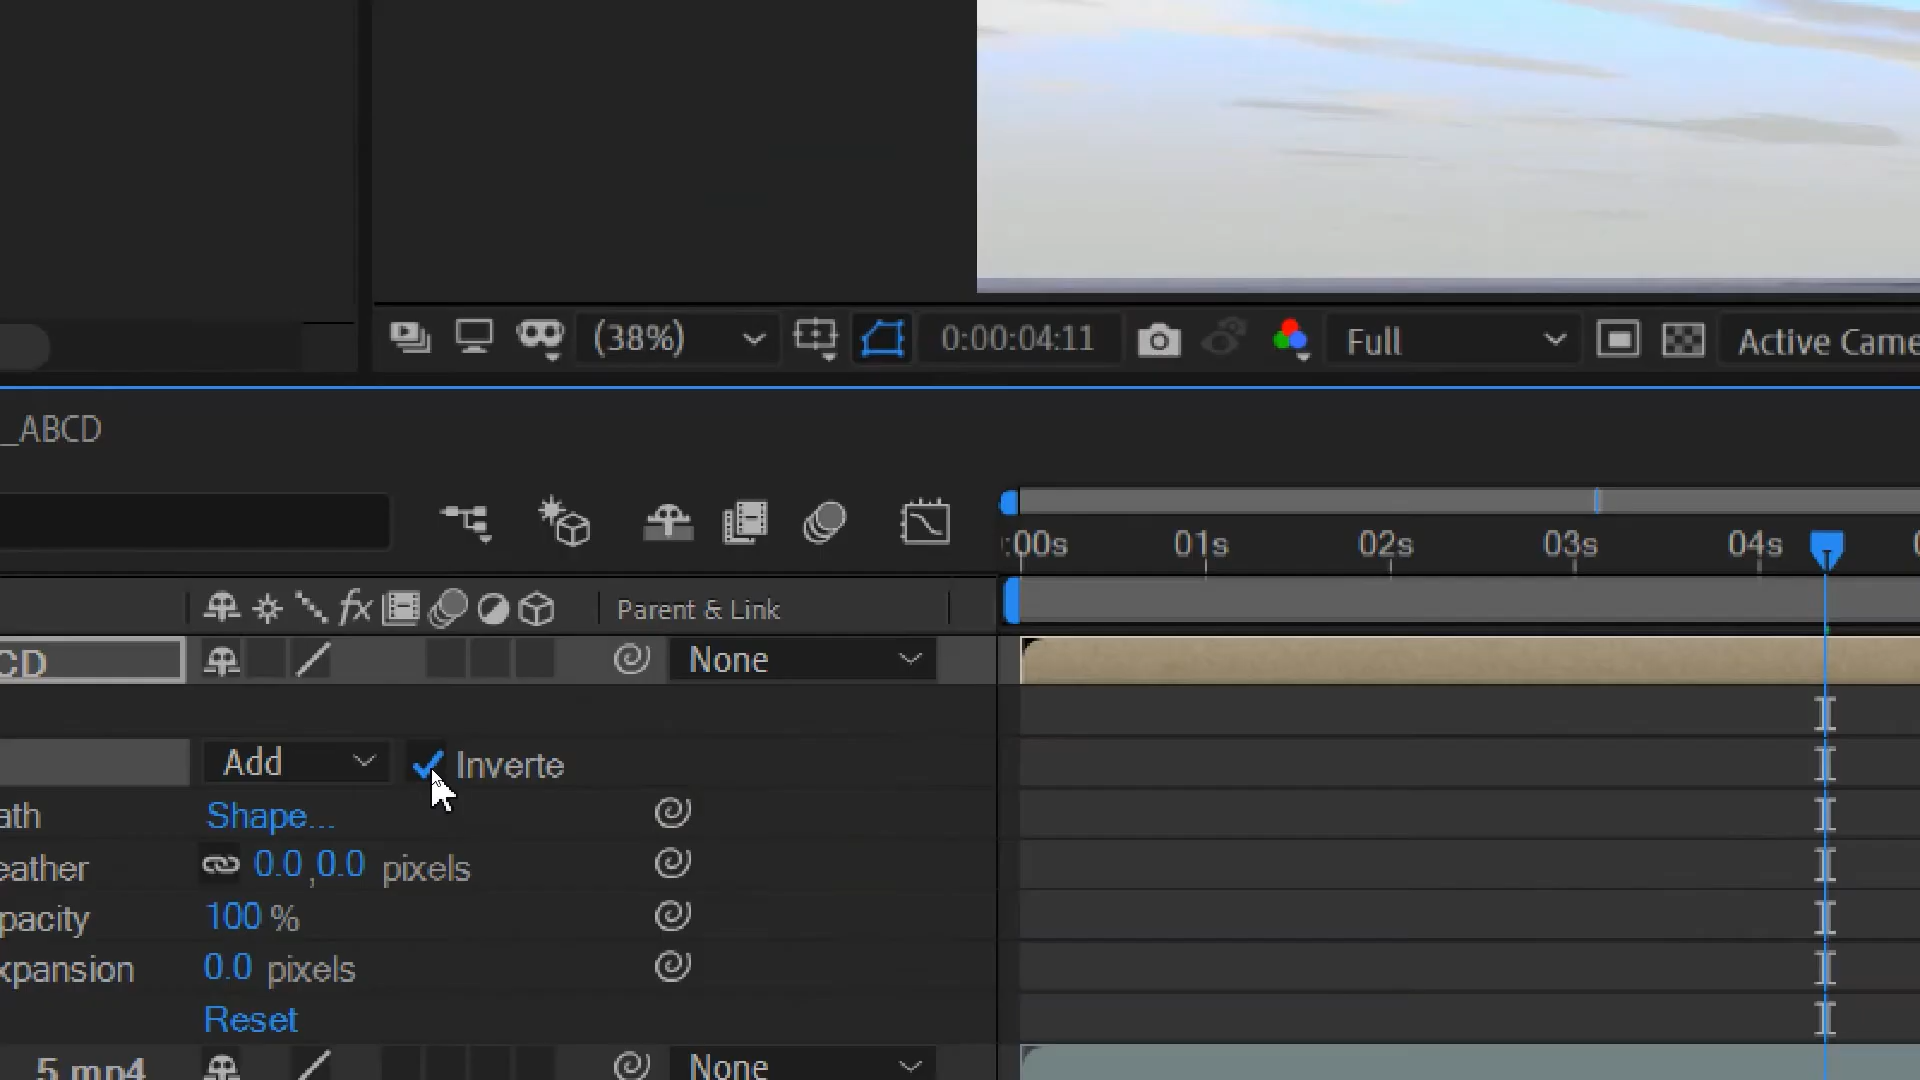 (38%) 0:00:04:11 Full Active Came
_ABCD
:00s 01s 02s 03s 04s
fx Parent & Link
CD None
Add Inverte
ath Shape...
eather 0.0,0.0 pixels
pacity 100 %
xpansion 0.0 pixels
Reset
5.mp4 None